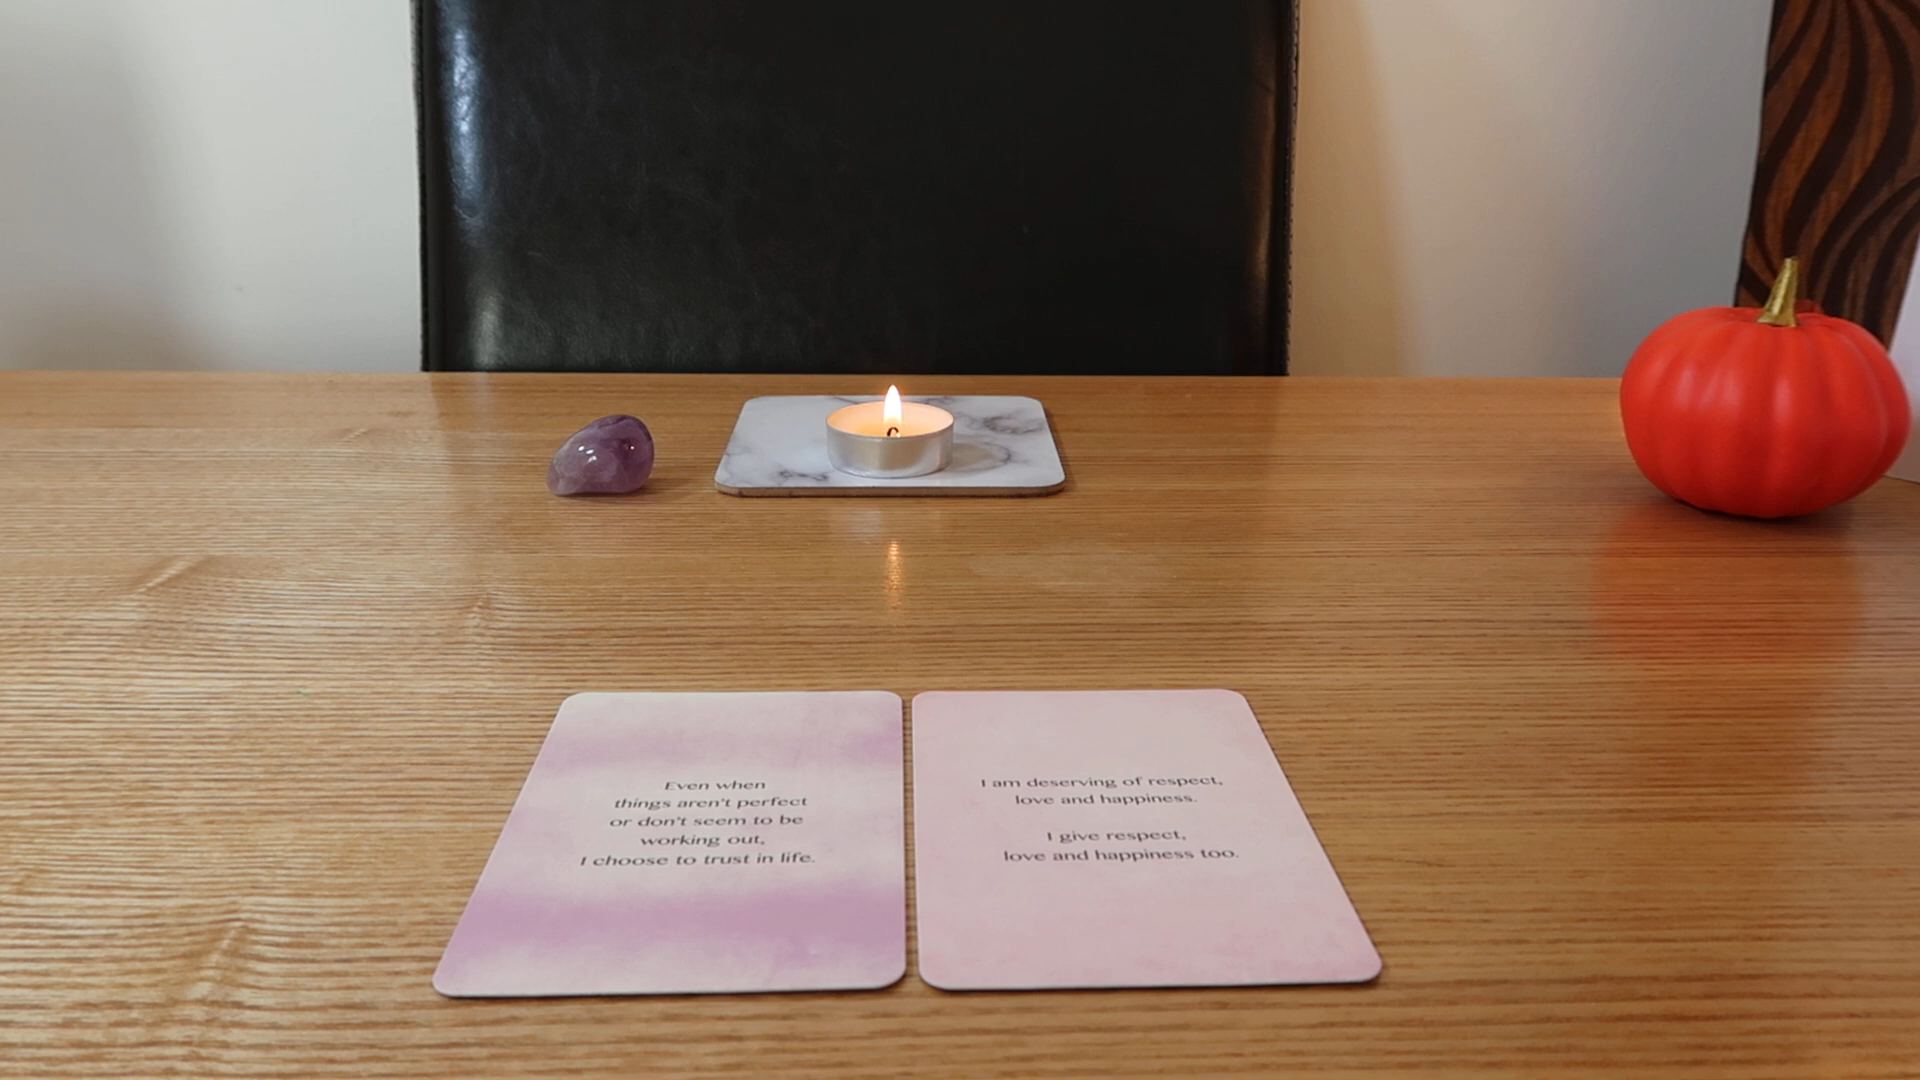 Even when
things aren't perfect
or don't seem to be
working out,
I choose to trust in life.
I am deserving of respect,
love and happiness.
I give respect,
love and happiness too.